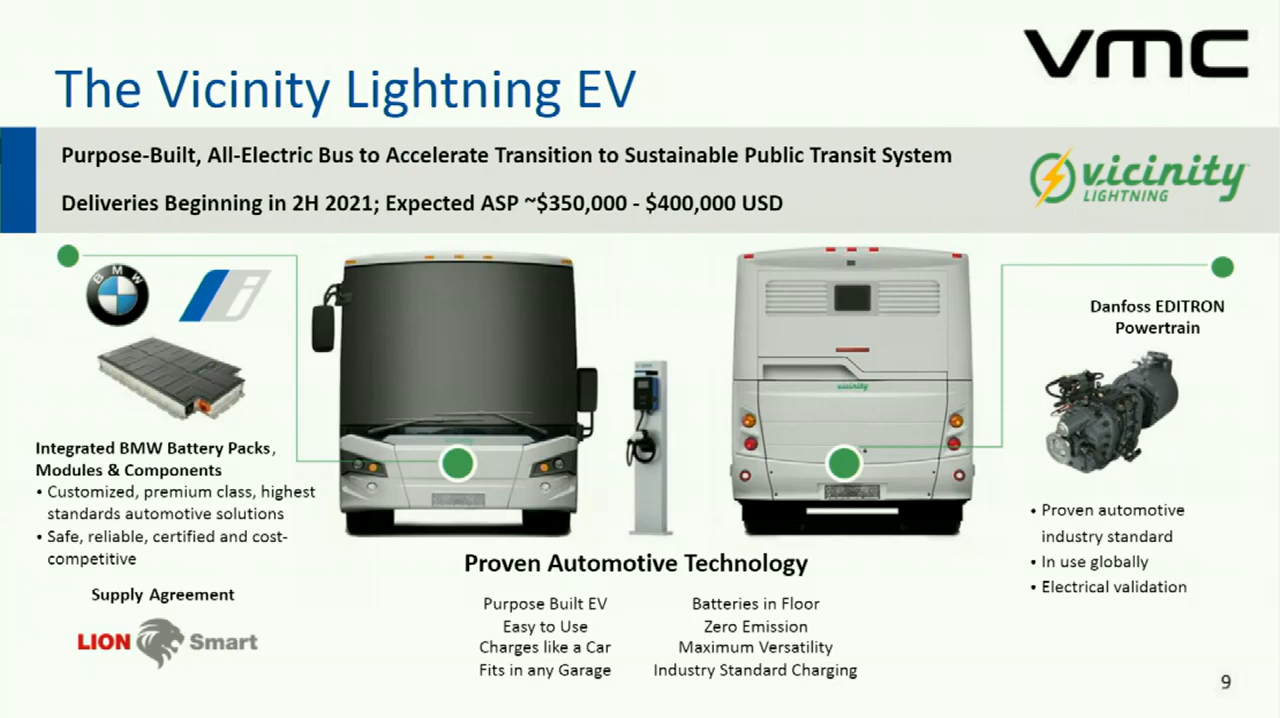 VMC
The Vicinity Lightning EV
Purpose-Built, All-Electric Bus to Accelerate Transition to Sustainable Public Transit System
Deliveries Beginning in 2H 2021; Expected ASP ~$350,000 - $400,000 USD
vicinity
LIGHTNING
BMW
i
Integrated BMW Battery Packs,
Modules & Components
• Customized, premium class, highest
standards automotive solutions
• Safe, reliable, certified and cost-
competitive
Supply Agreement
LION Smart
vicinity
Danfoss EDITRON
Powertrain
• Proven automotive
industry standard
• In use globally
• Electrical validation
Proven Automotive Technology
Purpose Built EV
Easy to Use
Charges like a Car
Fits in any Garage
Batteries in Floor
Zero Emission
Maximum Versatility
Industry Standard Charging
9